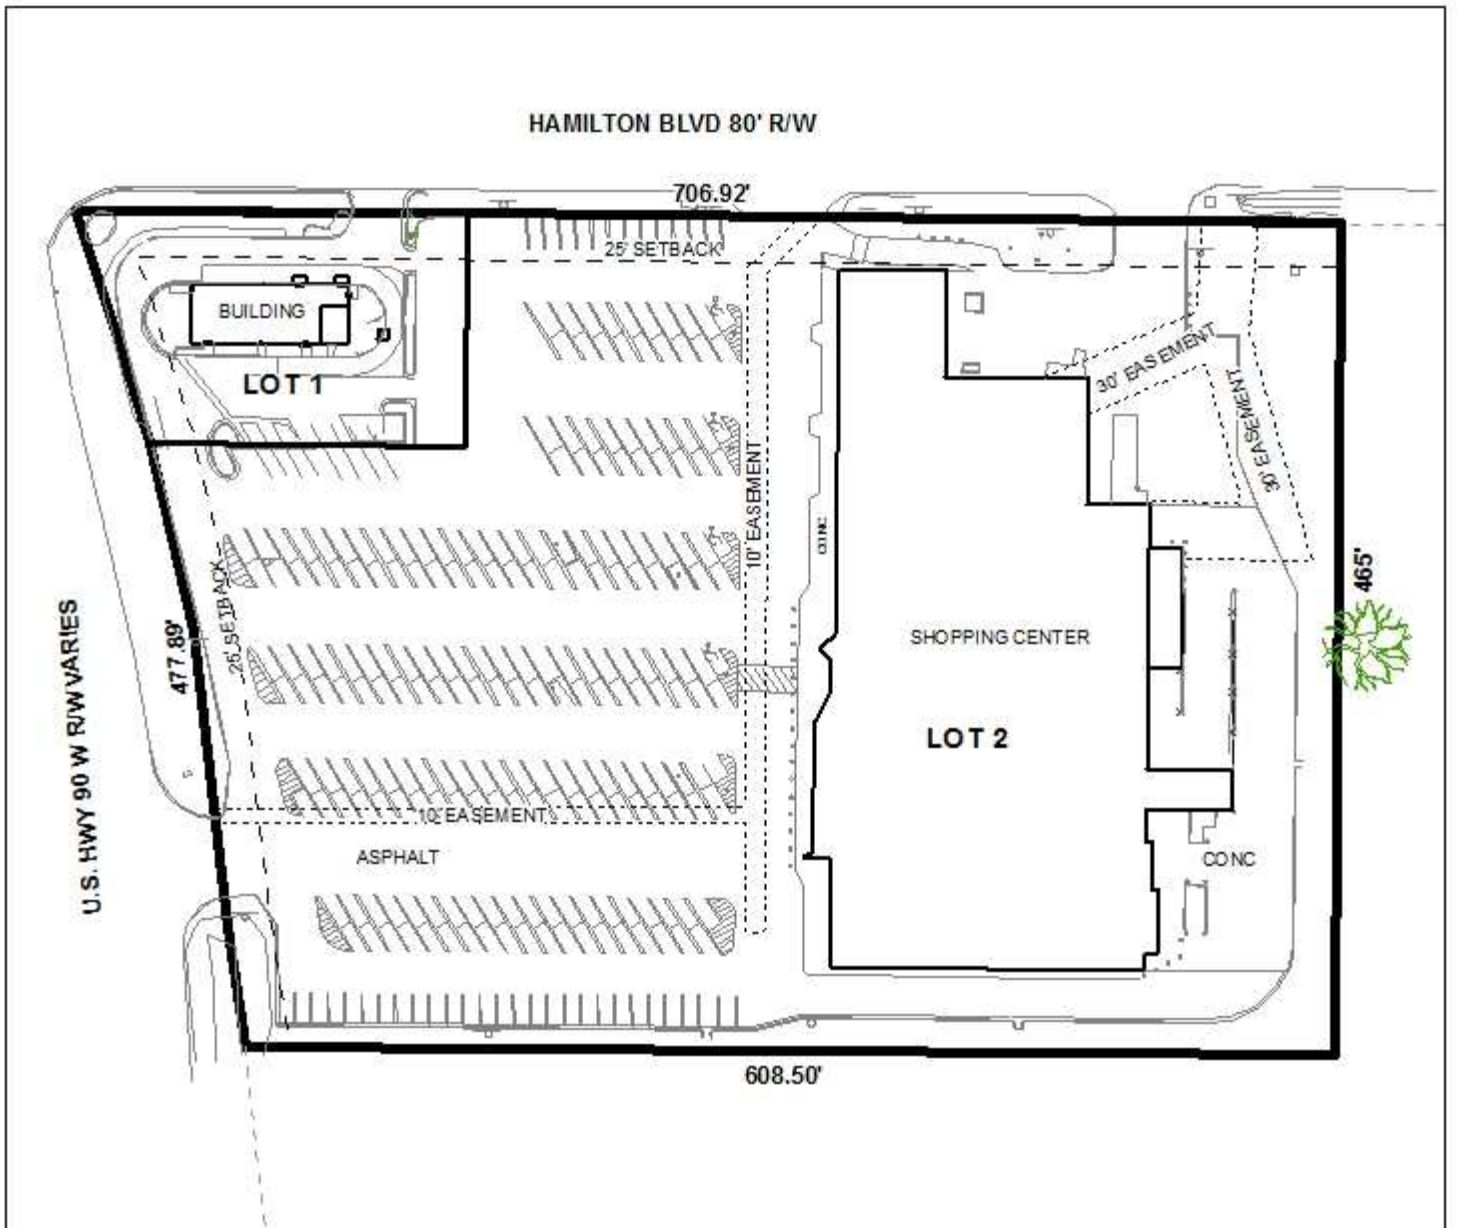 HAMILTON BLVD 80' R/W
706.92'
25' SETBACK
BUILDING
LOT 1
30' EASEMENT
30' EASEMENT
10' EASEMENT
CONC
465'
25' SETBACK
477.89'
U.S. HWY 90 W R/W VARIES
SHOPPING CENTER
LOT 2
10' EASEMENT
ASPHALT
CONC
608.50'